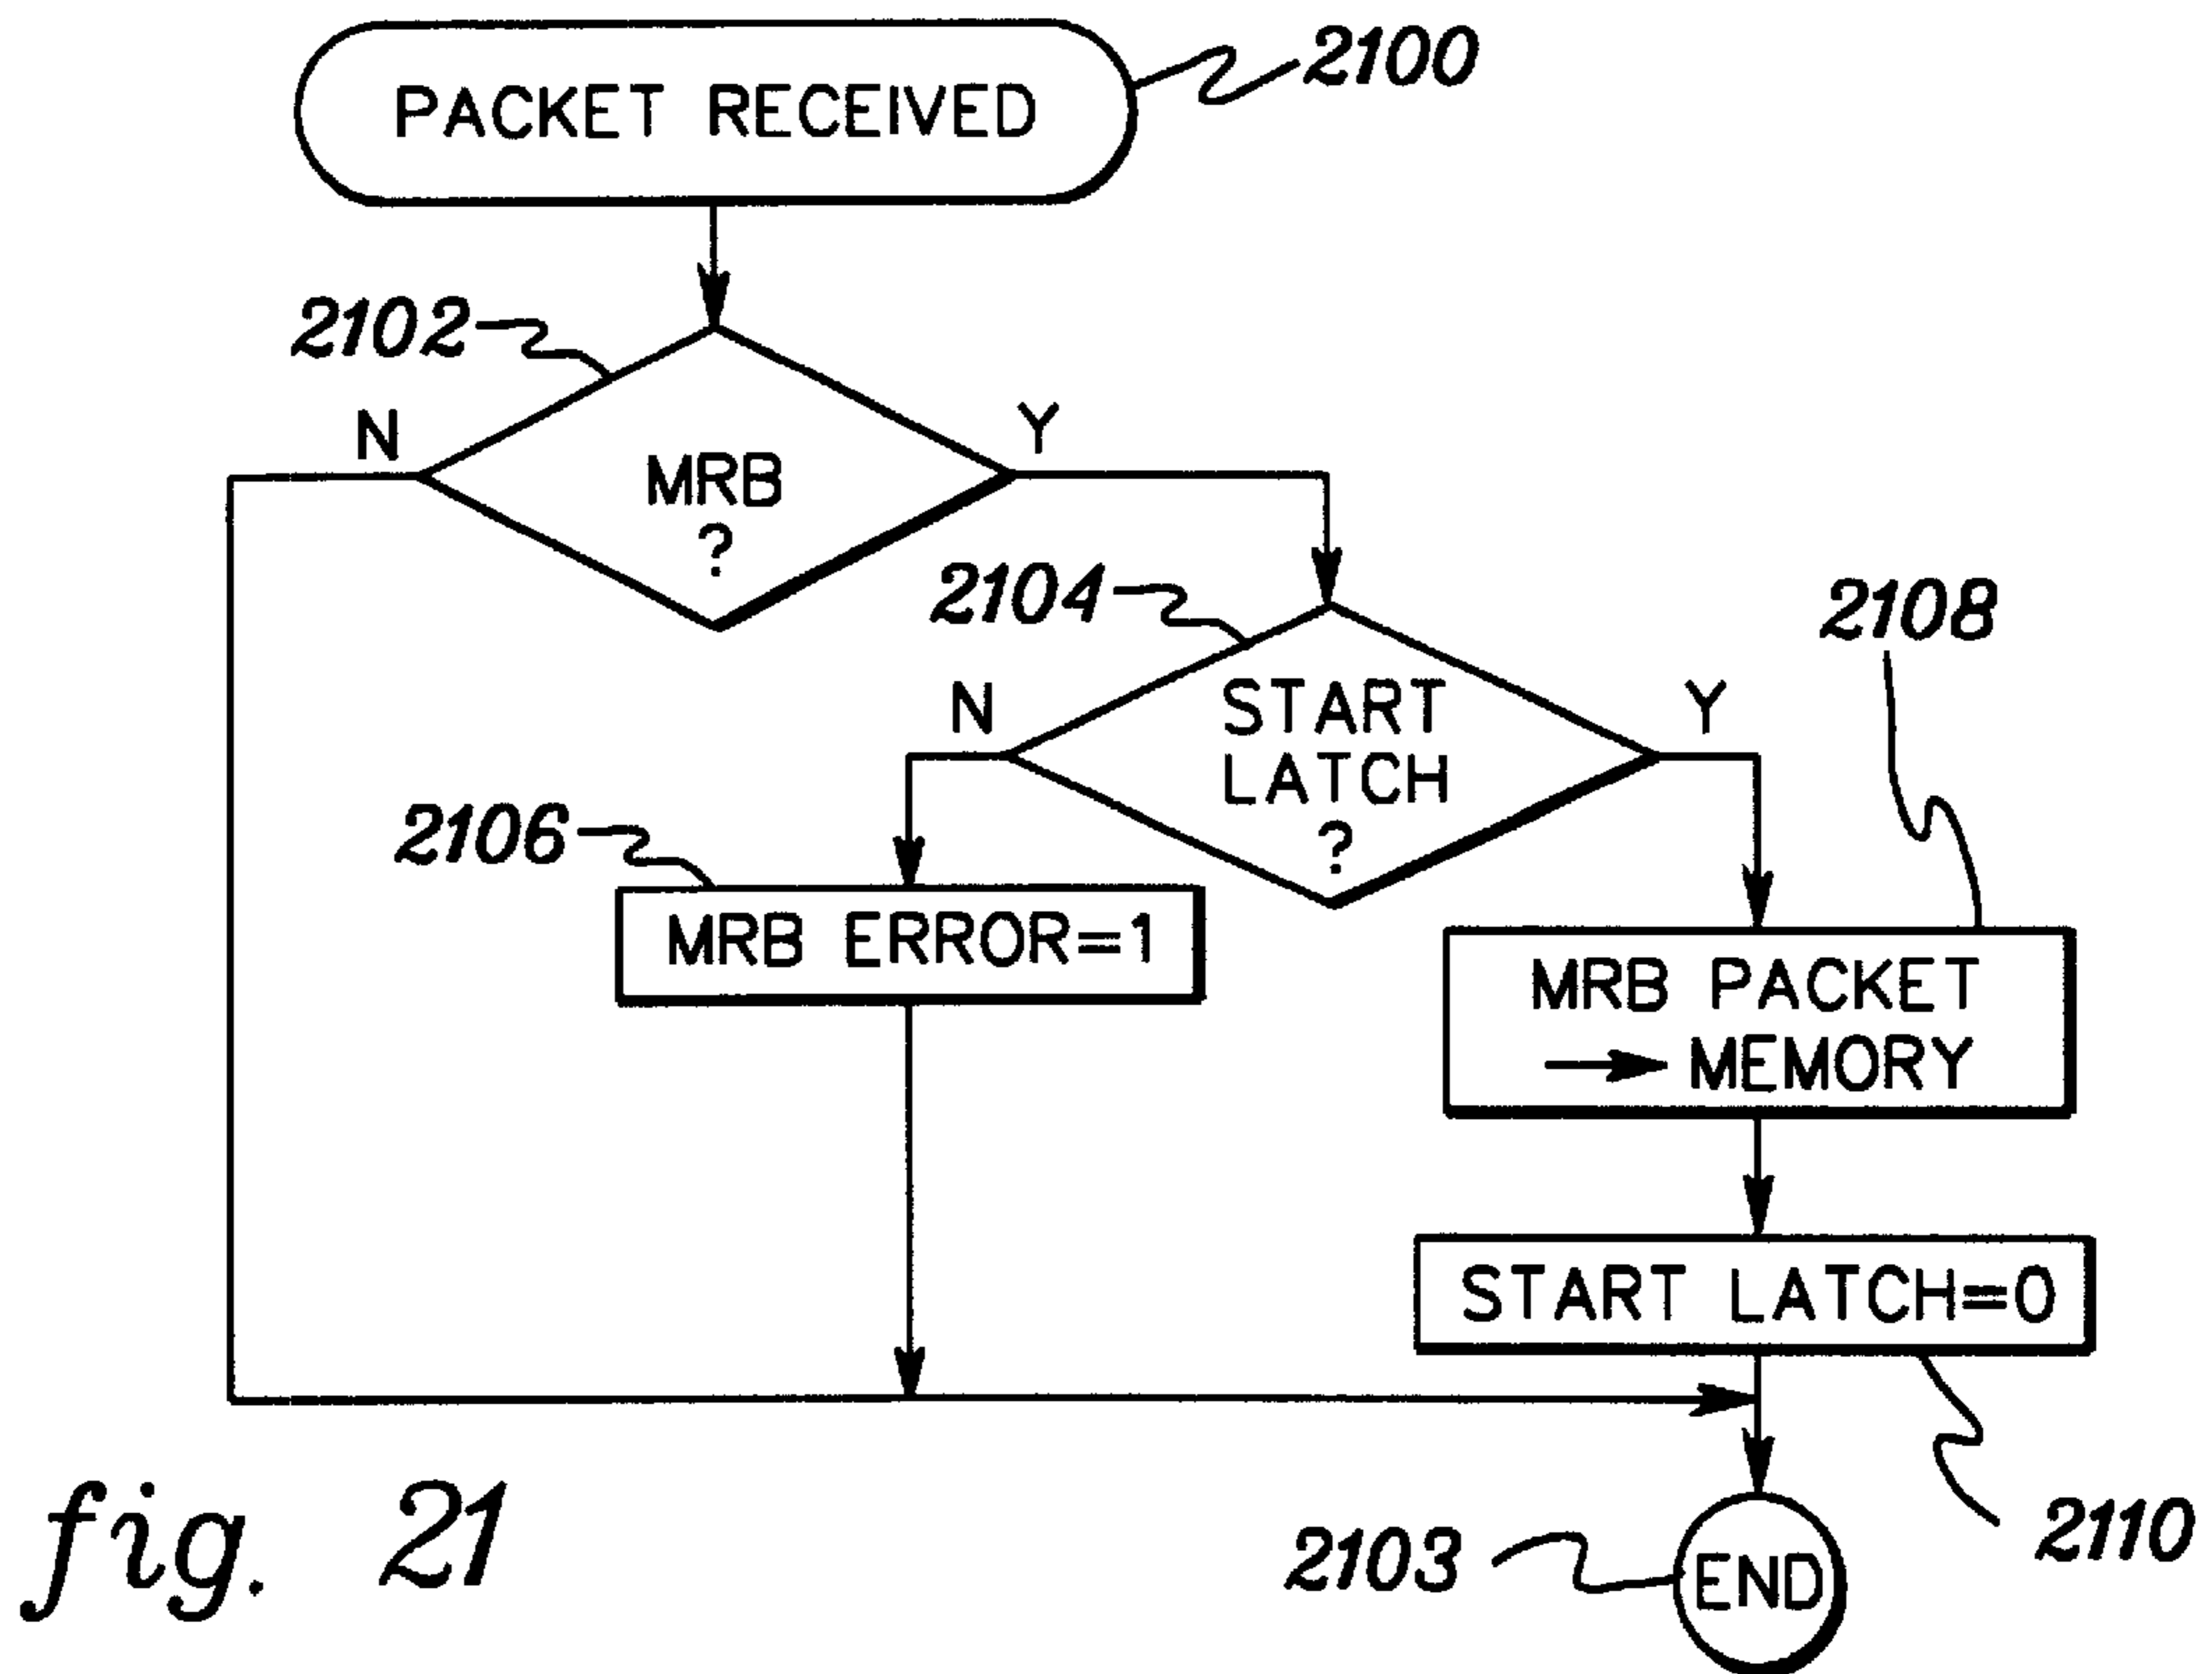 PACKET RECEIVED
2100
2102
N
Y
MRB
?
2104
2108
N
Y
START
LATCH
?
2106
MRB ERROR=1
MRB PACKET
→ MEMORY
START LATCH=0
2103
END
2110
fig. 21